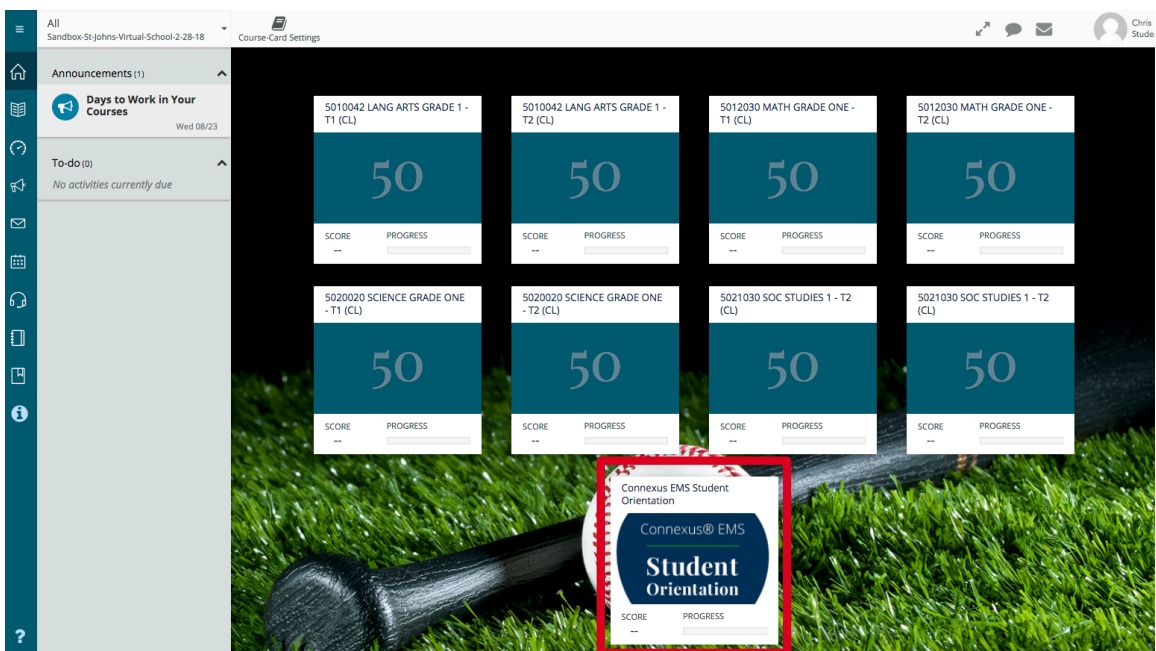 All
Sandbox-St-Johns-Virtual-School-2-28-18
Course-Card Settings
Chris
Stude
Announcements (1)
Days to Work in Your
Courses
Wed 08/23
To-do (0)
No activities currently due
5010042 LANG ARTS GRADE 1 -
T1 (CL)
50
SCORE PROGRESS
--
5010042 LANG ARTS GRADE 1 -
T2 (CL)
50
SCORE PROGRESS
--
5012030 MATH GRADE ONE -
T1 (CL)
50
SCORE PROGRESS
--
5012030 MATH GRADE ONE -
T2 (CL)
50
SCORE PROGRESS
--
5020020 SCIENCE GRADE ONE
- T1 (CL)
50
SCORE PROGRESS
--
5020020 SCIENCE GRADE ONE
- T2 (CL)
50
SCORE PROGRESS
--
5021030 SOC STUDIES 1 - T2
(CL)
50
SCORE PROGRESS
--
5021030 SOC STUDIES 1 - T2
(CL)
50
SCORE PROGRESS
--
Connexus EMS Student
Orientation
Connexus® EMS
Student
Orientation
SCORE PROGRESS
--
?